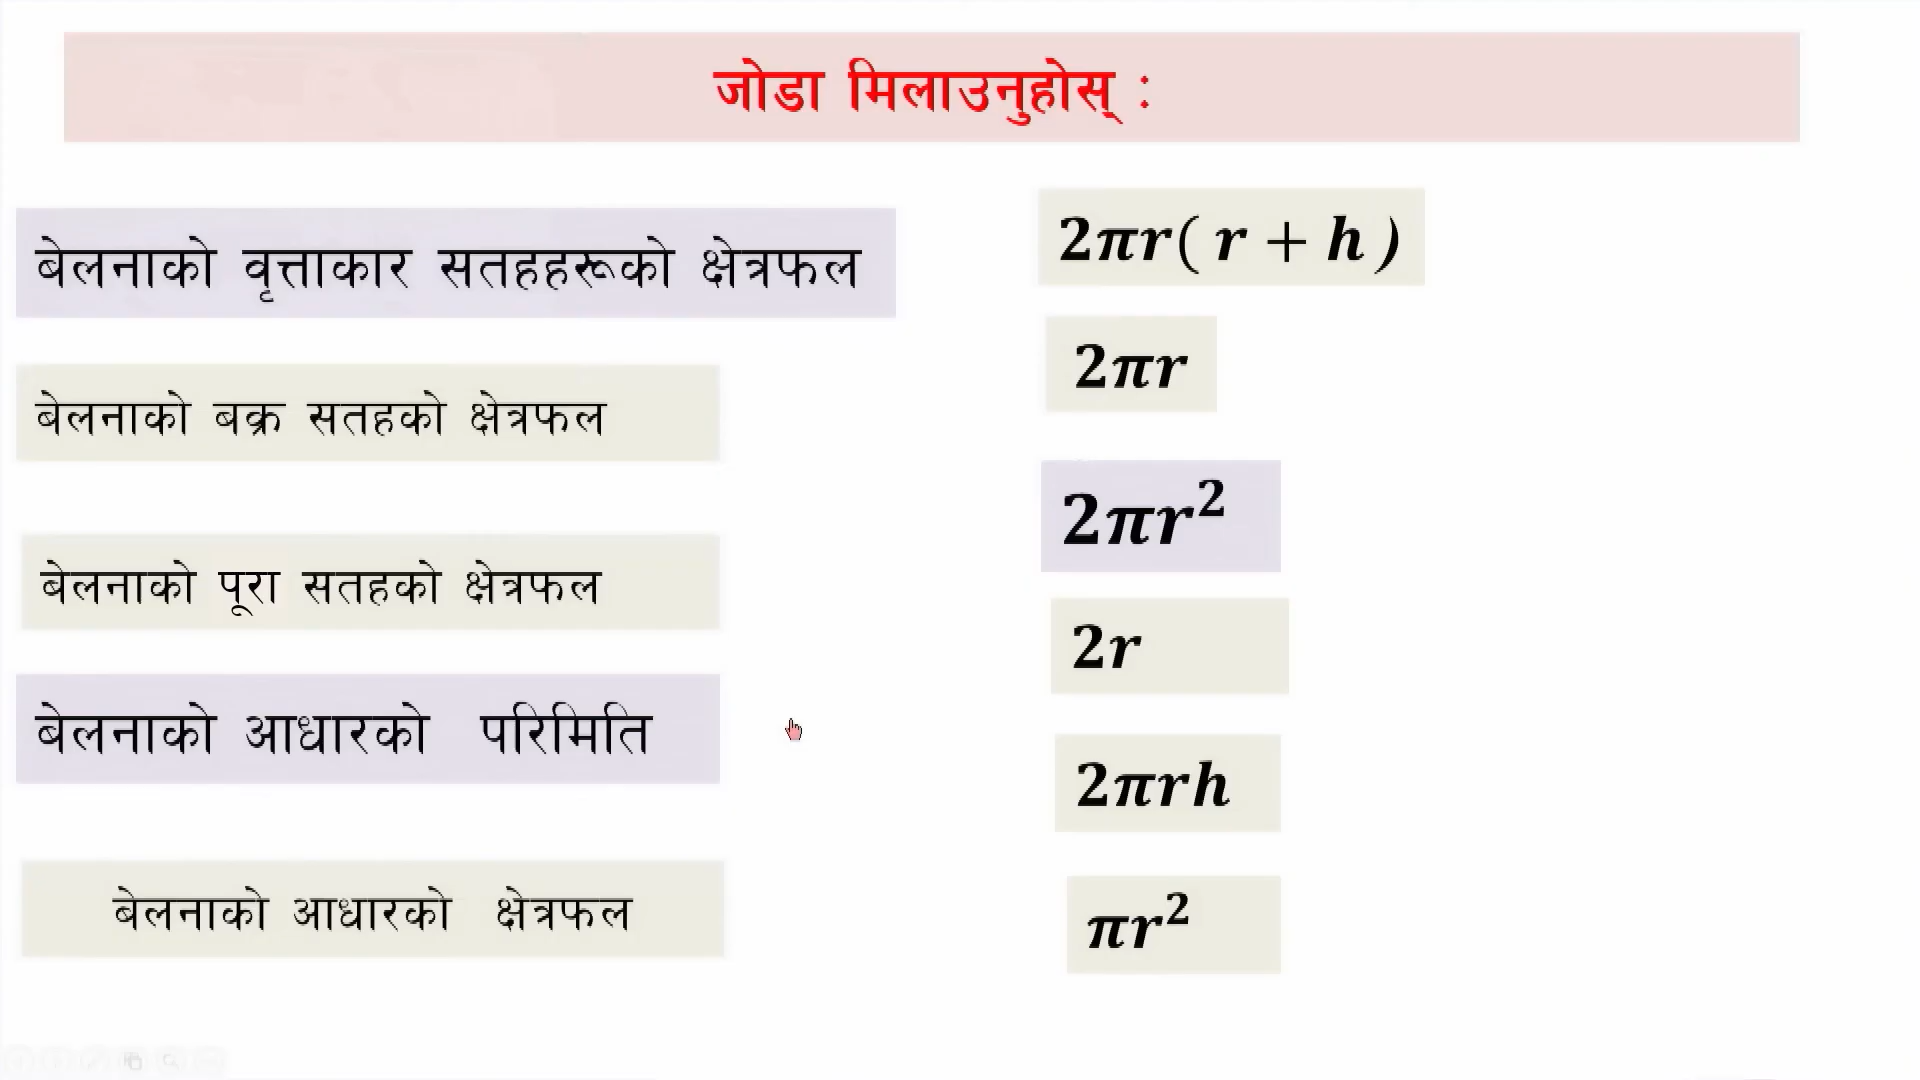 जोडा मिलाउनुहोस् :
बेलनाको वृत्ताकार सतहहरूको क्षेत्रफल
बेलनाको बक्र सतहको क्षेत्रफल
बेलनाको पूरा सतहको क्षेत्रफल
बेलनाको आधारको परिमिति
बेलनाको आधारको क्षेत्रफल
2πr( r + h )
2πr
2πr²
2r
2πrh
πr²